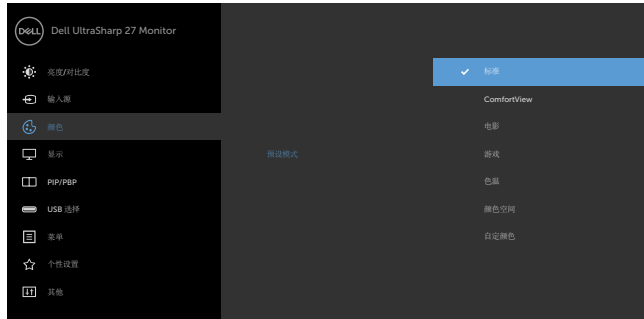 DELL
Dell UltraSharp 27 Monitor
亮度/对比度
输入源
颜色
显示
PIP/PBP
USB 选择
菜单
个性设置
其他
预设模式
标准
ComfortView
电影
游戏
色温
颜色空间
自定颜色